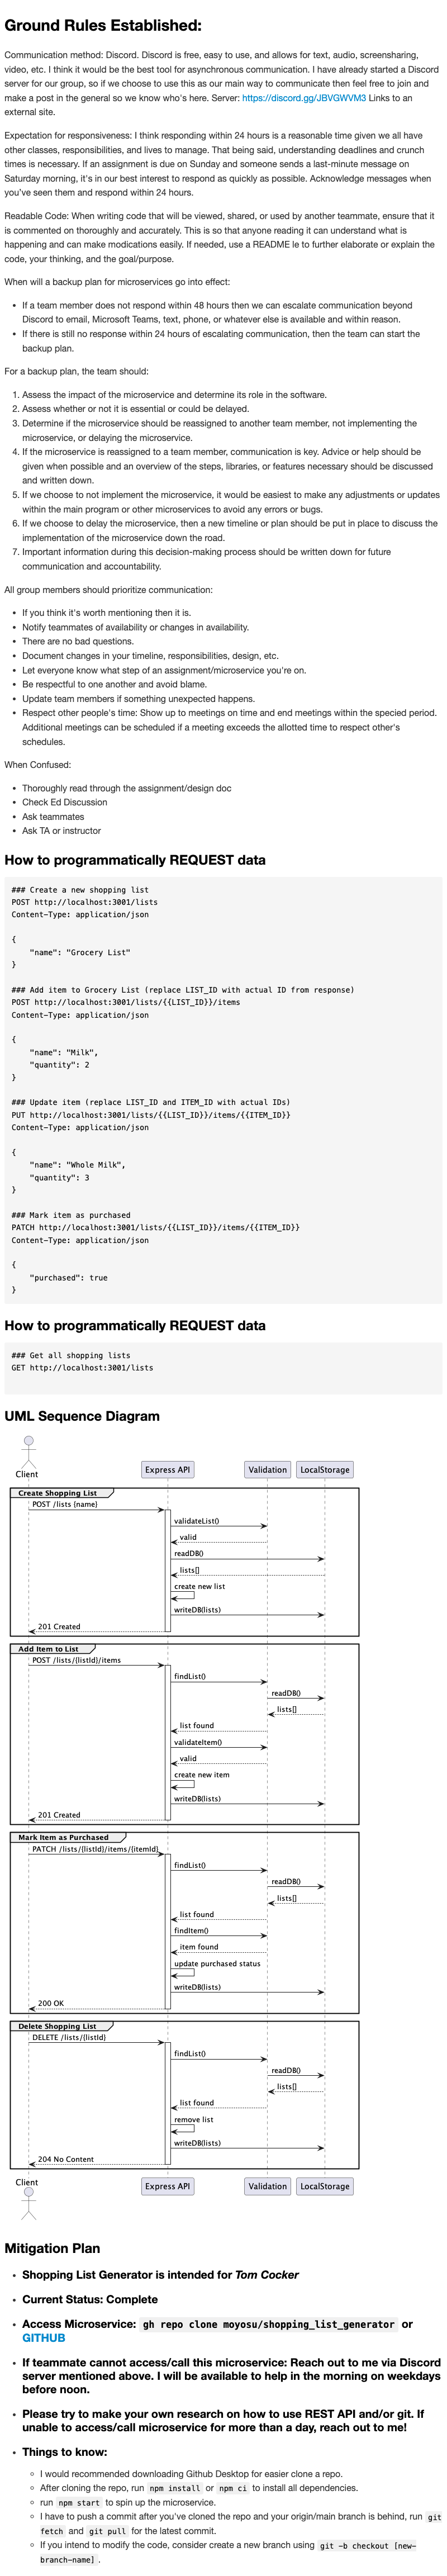 Ground Rules Established:
Communication method: Discord. Discord is free, easy to use, and allows for text, audio, screensharing,
video, etc. I think it would be the best tool for asynchronous communication. I have already started a Discord
server for our group, so if we choose to use this as our main way to communicate then feel free to join and
make a post in the general so we know who's here. Server: https://discord.gg/JBVGWVM3 Links to an
external site.
Expectation for responsiveness: I think responding within 24 hours is a reasonable time given we all have
other classes, responsibilities, and lives to manage. That being said, understanding deadlines and crunch
times is necessary. If an assignment is due on Sunday and someone sends a last-minute message on
Saturday morning, it's in our best interest to respond as quickly as possible. Acknowledge messages when
you've seen them and respond within 24 hours.
Readable Code: When writing code that will be viewed, shared, or used by another teammate, ensure that it
is commented on thoroughly and accurately. This is so that anyone reading it can understand what is
happening and can make modications easily. If needed, use a README le to further elaborate or explain the
code, your thinking, and the goal/purpose.
When will a backup plan for microservices go into effect:
• If a team member does not respond within 48 hours then we can escalate communication beyond
Discord to email, Microsoft Teams, text, phone, or whatever else is available and within reason.
• If there is still no response within 24 hours of escalating communication, then the team can start the
backup plan.
For a backup plan, the team should:
1. Assess the impact of the microservice and determine its role in the software.
2. Assess whether or not it is essential or could be delayed.
3. Determine if the microservice should be reassigned to another team member, not implementing the
microservice, or delaying the microservice.
4. If the microservice is reassigned to a team member, communication is key. Advice or help should be
given when possible and an overview of the steps, libraries, or features necessary should be discussed
and written down.
5. If we choose to not implement the microservice, it would be easiest to make any adjustments or updates
within the main program or other microservices to avoid any errors or bugs.
6. If we choose to delay the microservice, then a new timeline or plan should be put in place to discuss the
implementation of the microservice down the road.
7. Important information during this decision-making process should be written down for future
communication and accountability.
All group members should prioritize communication:
• If you think it's worth mentioning then it is.
• Notify teammates of availability or changes in availability.
• There are no bad questions.
• Document changes in your timeline, responsibilities, design, etc.
• Let everyone know what step of an assignment/microservice you're on.
• Be respectful to one another and avoid blame.
• Update team members if something unexpected happens.
• Respect other people's time: Show up to meetings on time and end meetings within the specied period.
Additional meetings can be scheduled if a meeting exceeds the allotted time to respect other's
schedules.
When Confused:
• Thoroughly read through the assignment/design doc
• Check Ed Discussion
• Ask teammates
• Ask TA or instructor
How to programmatically REQUEST data
### Create a new shopping list
POST http://localhost:3001/lists
Content-Type: application/json
{
"name": "Grocery List"
}
### Add item to Grocery List (replace LIST_ID with actual ID from response)
POST http://localhost:3001/lists/{{LIST_ID}}/items
Content-Type: application/json
{
"name": "Milk",
"quantity": 2
}
### Update item (replace LIST_ID and ITEM_ID with actual IDs)
PUT http://localhost:3001/lists/{{LIST_ID}}/items/{{ITEM_ID}}
Content-Type: application/json
{
"name": "Whole Milk",
"quantity": 3
}
### Mark item as purchased
PATCH http://localhost:3001/lists/{{LIST_ID}}/items/{{ITEM_ID}}
Content-Type: application/json
{
"purchased": true
}
How to programmatically REQUEST data
### Get all shopping lists
GET http://localhost:3001/lists
UML Sequence Diagram
Client Express API Validation LocalStorage
Create Shopping List
POST /lists {name}
validateList()
valid
readDB()
lists[]
create new list
writeDB(lists)
201 Created
Add Item to List
POST /lists/{listId}/items
findList()
readDB()
lists[]
list found
validateItem()
valid
create new item
writeDB(lists)
201 Created
Mark Item as Purchased
PATCH /lists/{listId}/items/{itemId}
findList()
readDB()
lists[]
list found
findItem()
item found
update purchased status
writeDB(lists)
200 OK
Delete Shopping List
DELETE /lists/{listId}
findList()
readDB()
lists[]
list found
remove list
writeDB(lists)
204 No Content
Client Express API Validation LocalStorage
Mitigation Plan
• Shopping List Generator is intended for Tom Cocker
• Current Status: Complete
• Access Microservice: gh repo clone moyosu/shopping_list_generator or
GITHUB
• If teammate cannot access/call this microservice: Reach out to me via Discord
server mentioned above. I will be available to help in the morning on weekdays
before noon.
• Please try to make your own research on how to use REST API and/or git. If
unable to access/call microservice for more than a day, reach out to me!
• Things to know:
◦ I would recommended downloading Github Desktop for easier clone a repo.
◦ After cloning the repo, run npm install or npm ci to install all dependencies.
◦ run npm start to spin up the microservice.
◦ I have to push a commit after you've cloned the repo and your origin/main branch is behind, run git
fetch and git pull for the latest commit.
◦ If you intend to modify the code, consider create a new branch using git -b checkout [new-
branch-name] .